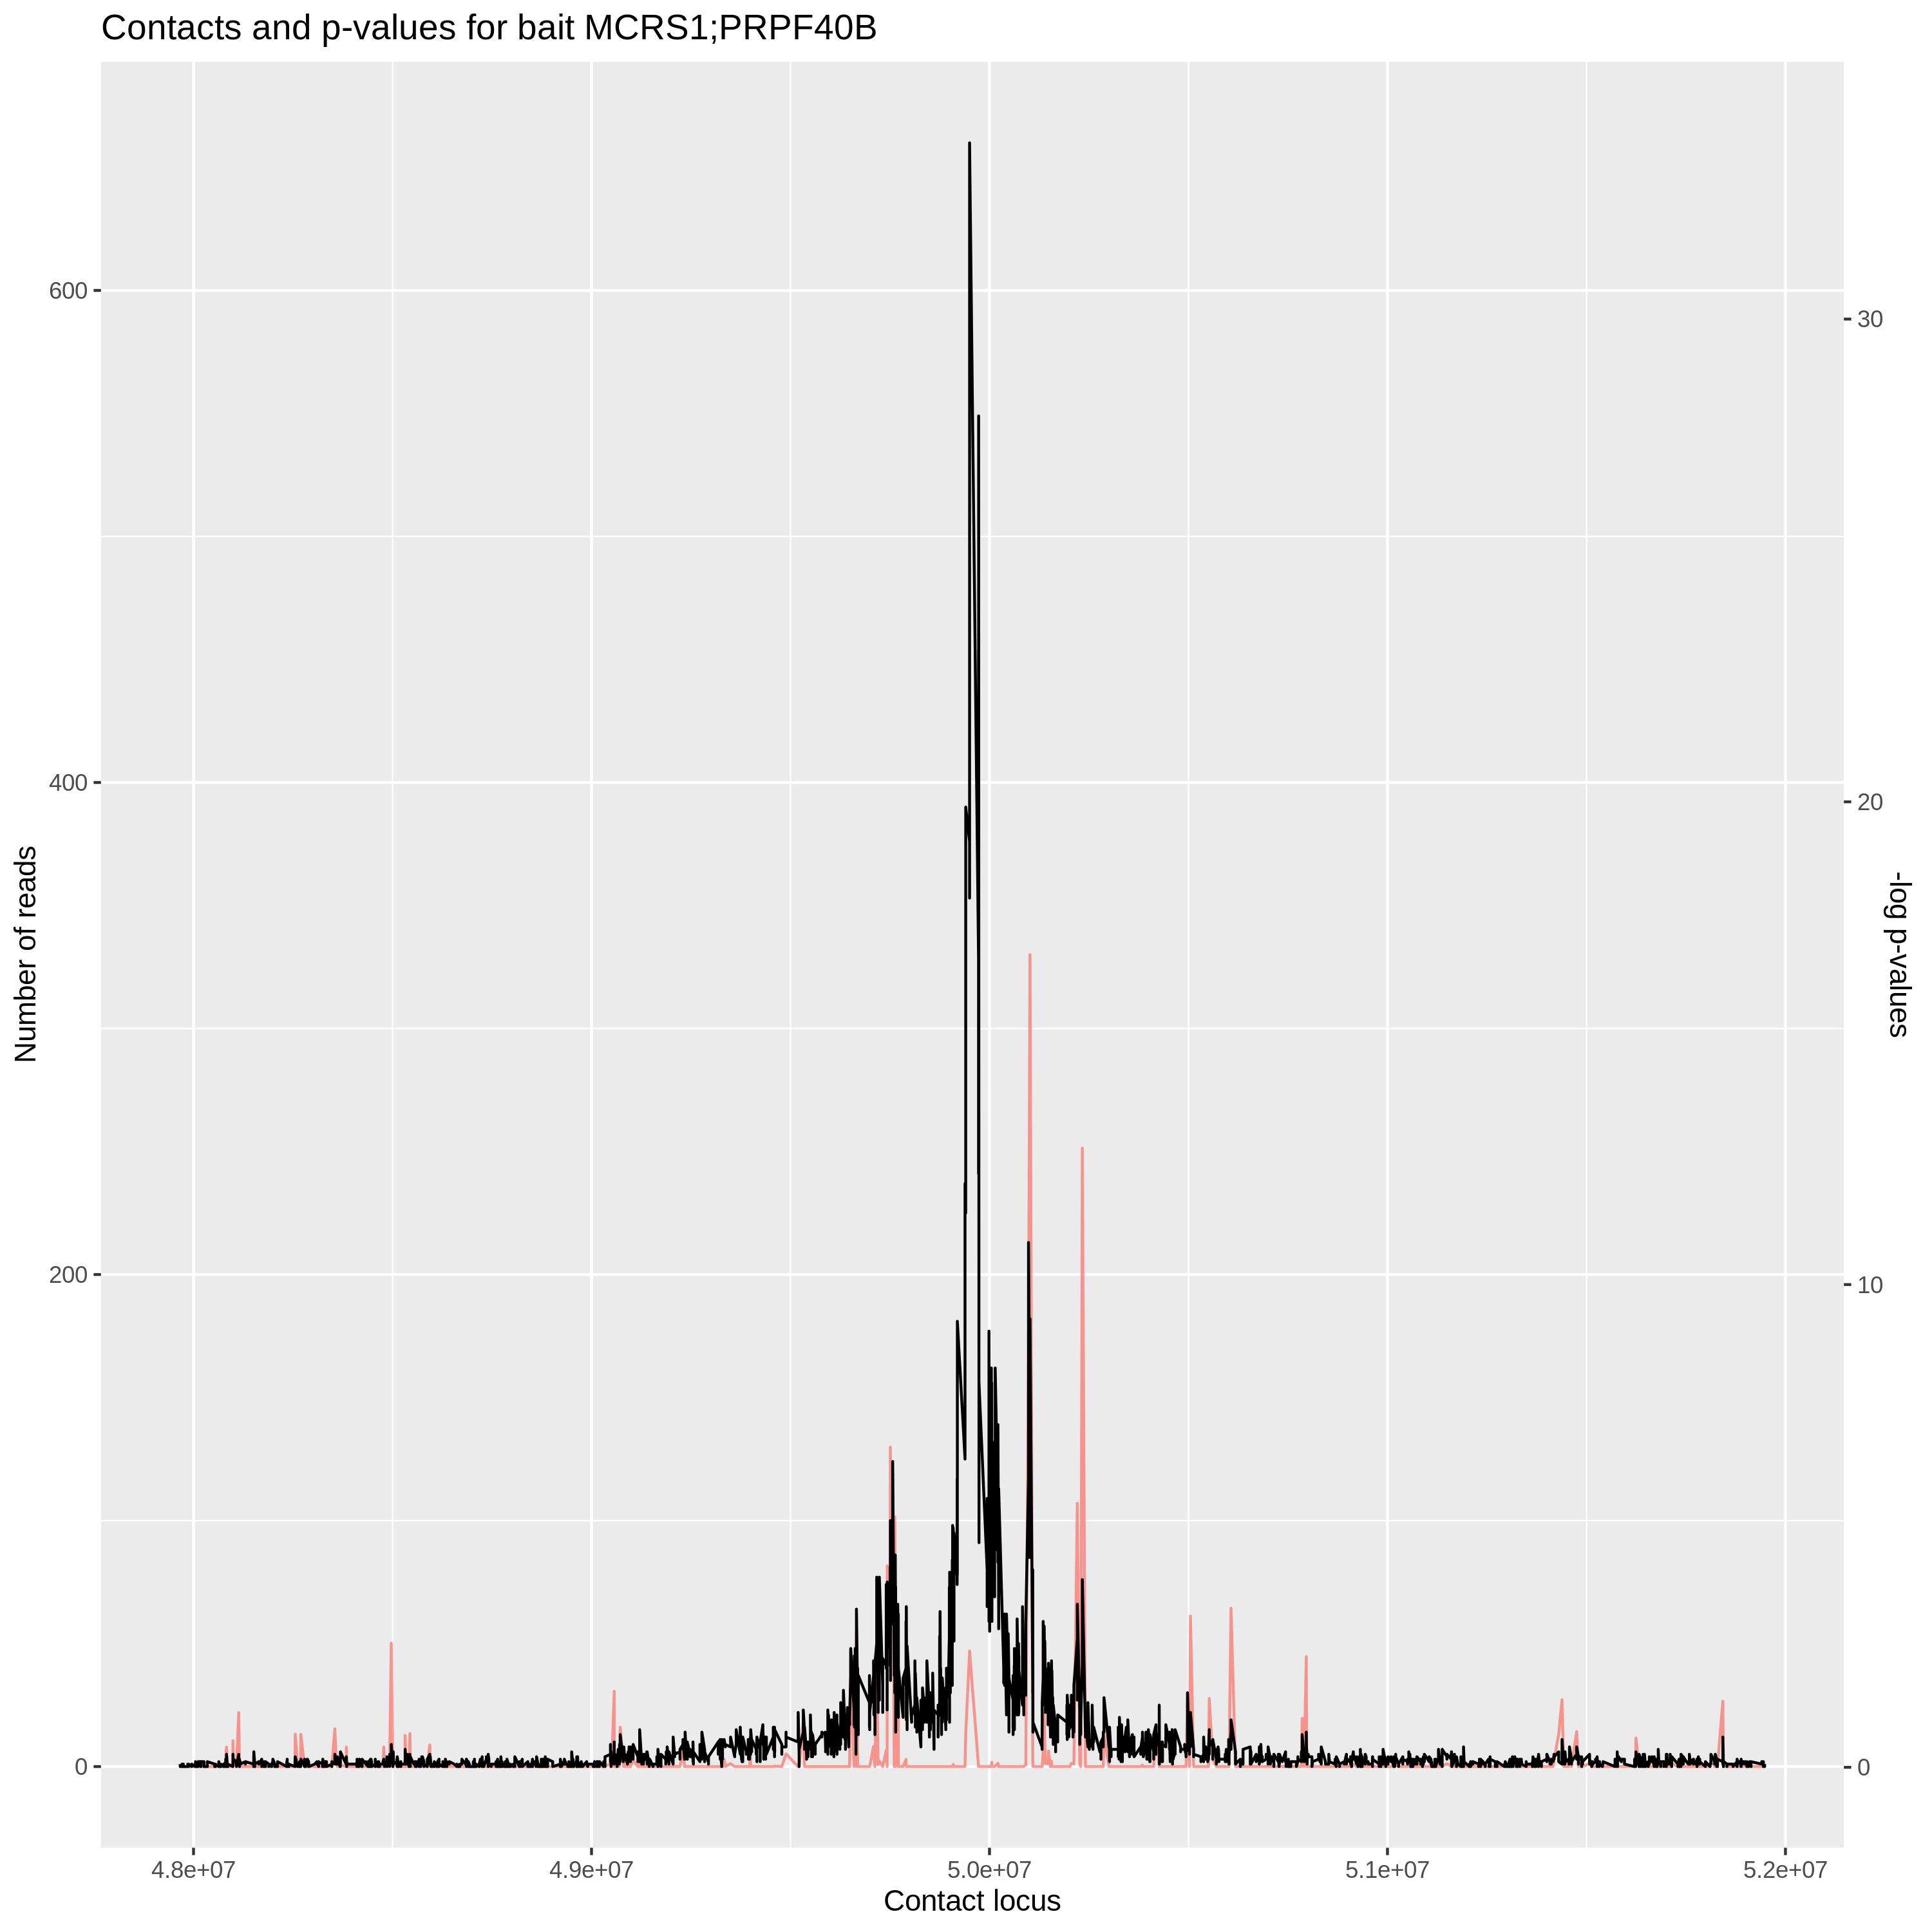 Contacts and p-values for bait MCRS1;PRPF40B
600
400
200
0
30
20
10
0
Number of reads
-log p-values
4.8e+07 4.9e+07 5.0e+07 5.1e+07 5.2e+07
Contact locus